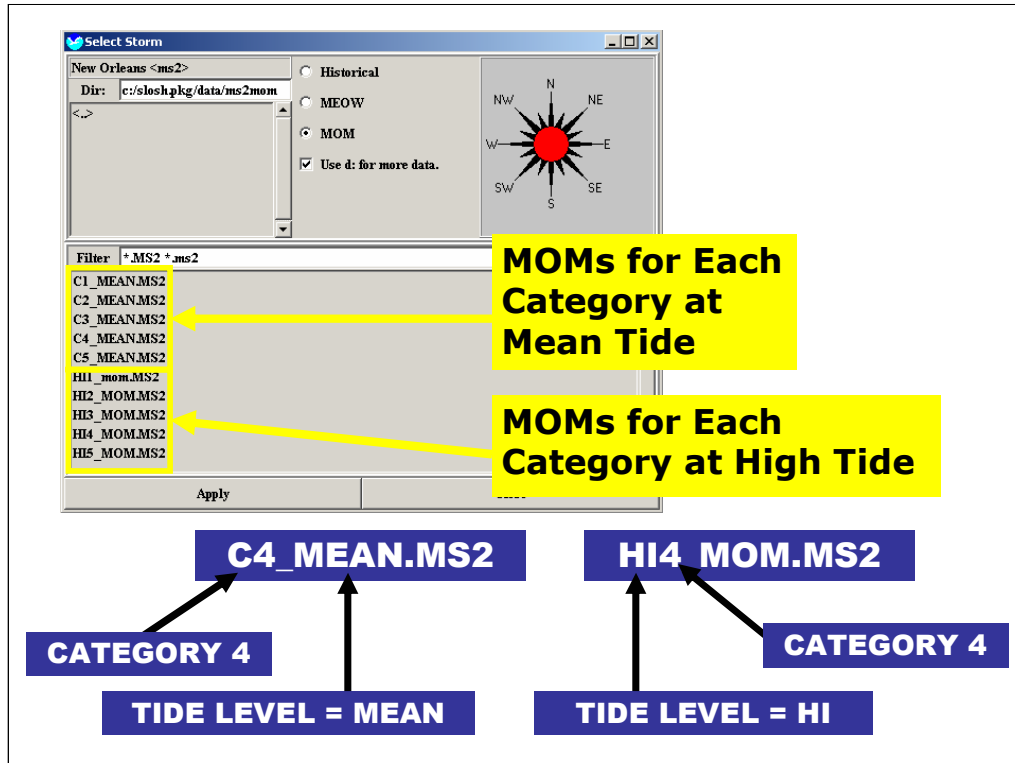 Select Storm
New Orleans <ms2>
Dir: c:/slosh.pkg/data/ms2mom
<..>
Historical
MEOW
MOM
Use d: for more data.
N
NW NE
W E
SW SE
S
Filter *.MS2 *.ms2
C1_MEAN.MS2
C2_MEAN.MS2
C3_MEAN.MS2
C4_MEAN.MS2
C5_MEAN.MS2
HI1_mom.MS2
HI2_MOM.MS2
HI3_MOM.MS2
HI4_MOM.MS2
HI5_MOM.MS2
MOMs for Each
Category at
Mean Tide
MOMs for Each
Category at High Tide
Apply
C4_MEAN.MS2
HI4_MOM.MS2
CATEGORY 4
CATEGORY 4
TIDE LEVEL = MEAN
TIDE LEVEL = HI